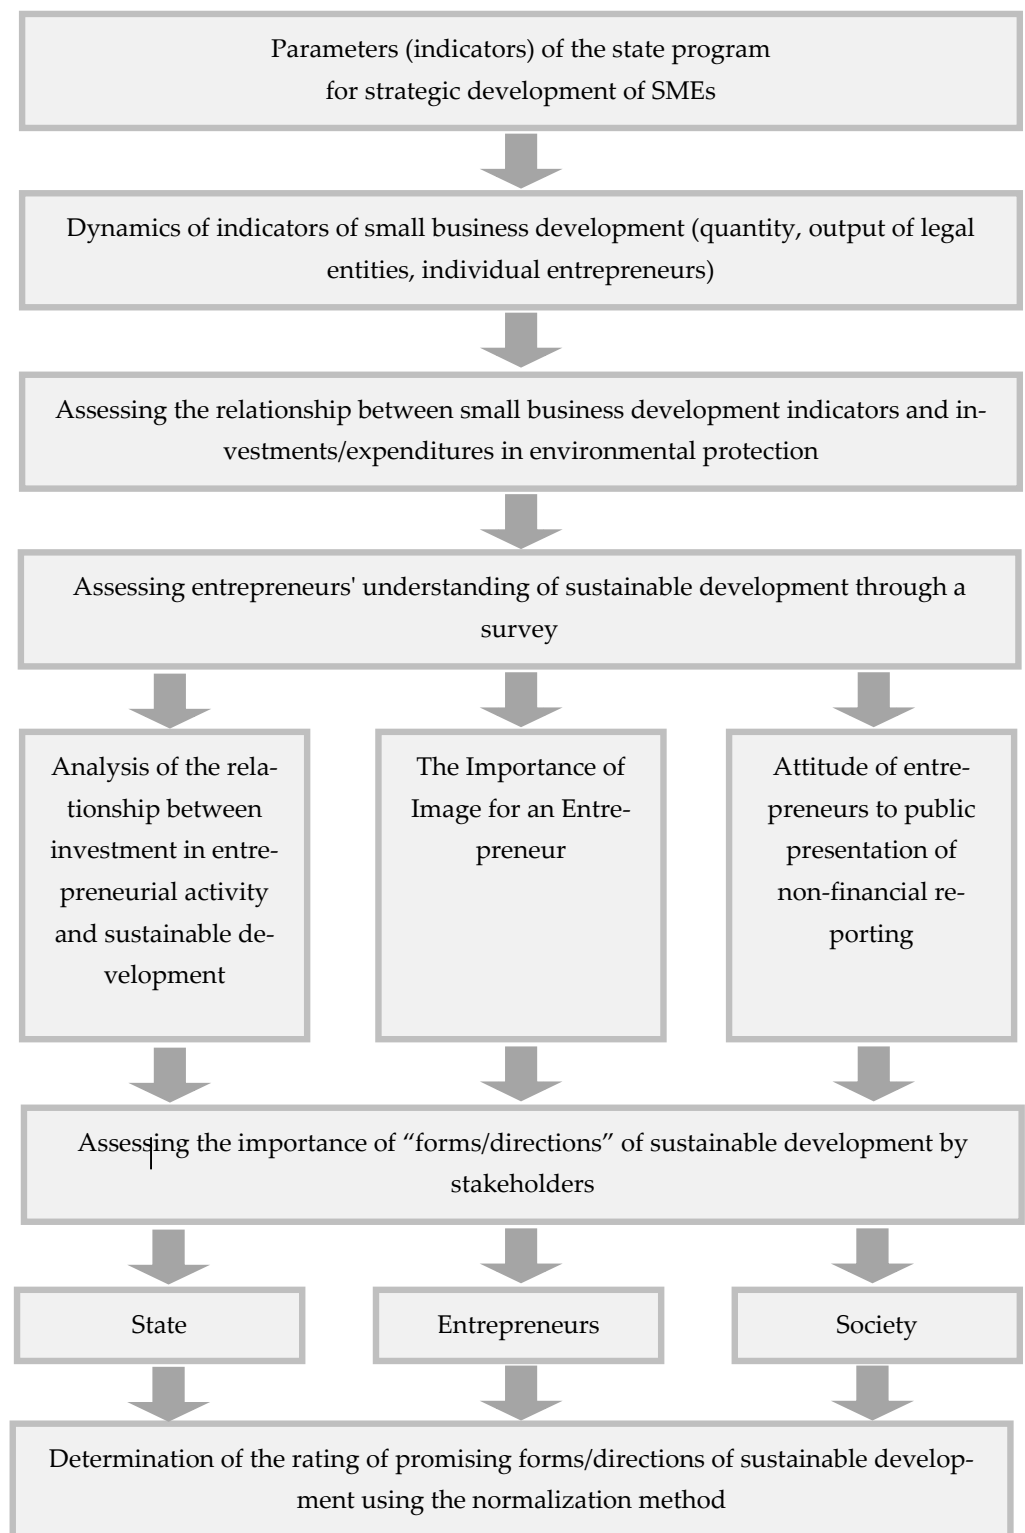 Parameters (indicators) of the state program
for strategic development of SMEs
Dynamics of indicators of small business development (quantity, output of legal
entities, individual entrepreneurs)
Assessing the relationship between small business development indicators and in-
vestments/expenditures in environmental protection
Assessing entrepreneurs' understanding of sustainable development through a
survey
Analysis of the rela-
tionship between
investment in entre-
preneurial activity
and sustainable de-
velopment
The Importance of
Image for an Entre-
preneur
Attitude of entre-
preneurs to public
presentation of
non-financial re-
porting
Assessing the importance of “forms/directions” of sustainable development by
stakeholders
State
Entrepreneurs
Society
Determination of the rating of promising forms/directions of sustainable develop-
ment using the normalization method